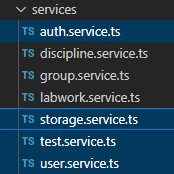 services
TS auth.service.ts
TS discipline.service.ts
TS group.service.ts
TS labwork.service.ts
TS storage.service.ts
TS test.service.ts
TS user.service.ts